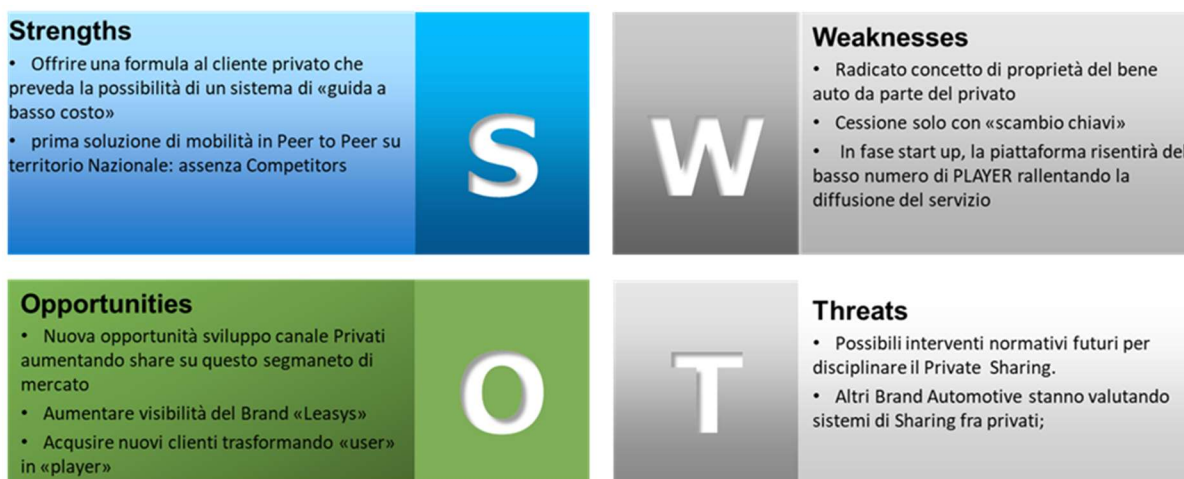 Strengths
• Offrire una formula al cliente privato che
preveda la possibilità di un sistema di «guida a
basso costo»
• prima soluzione di mobilità in Peer to Peer su
territorio Nazionale: assenza Competitors
S
W
Weaknesses
• Radicato concetto di proprietà del bene
auto da parte del privato
• Cessione solo con «scambio chiavi»
• In fase start up, la piattaforma risentirà del
basso numero di PLAYER rallentando la
diffusione del servizio
Opportunities
• Nuova opportunità sviluppo canale Privati
aumentando share su questo segmaneto di
mercato
• Aumentare visibilità del Brand «Leasys»
• Acqusire nuovi clienti trasformando «user»
in «player»
O
T
Threats
• Possibili interventi normativi futuri per
disciplinare il Private Sharing.
• Altri Brand Automotive stanno valutando
sistemi di Sharing fra privati;